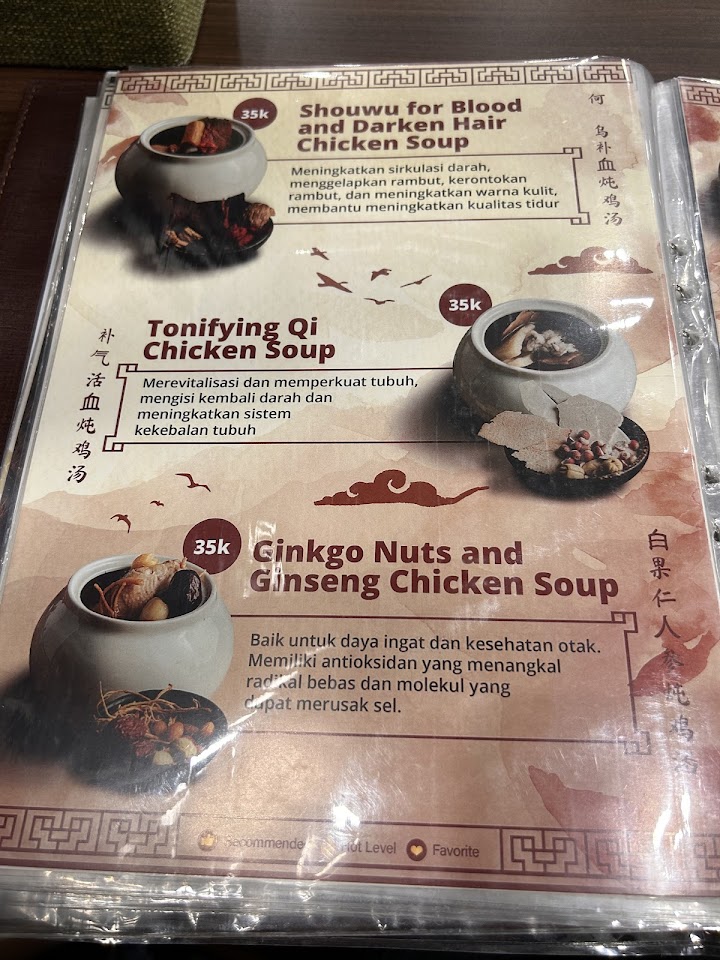 35k
Shouwu for Blood
and Darken Hair
Chicken Soup
Meningkatkan sirkulasi darah,
menggelapkan rambut, kerontokan
rambut, dan meningkatkan warna kulit,
membantu meningkatkan kualitas tidur
何乌补血炖鸡汤
35k
Tonifying Qi
Chicken Soup
Merevitalisasi dan memperkuat tubuh,
mengisi kembali darah dan
meningkatkan sistem
kekebalan tubuh
补气活血炖鸡汤
35k
Ginkgo Nuts and
Ginseng Chicken Soup
Baik untuk daya ingat dan kesehatan otak.
Memiliki antioksidan yang menangkal
radikal bebas dan molekul yang
dapat merusak sel.
白果仁人参炖鸡汤
Recommended Hot Level Favorite